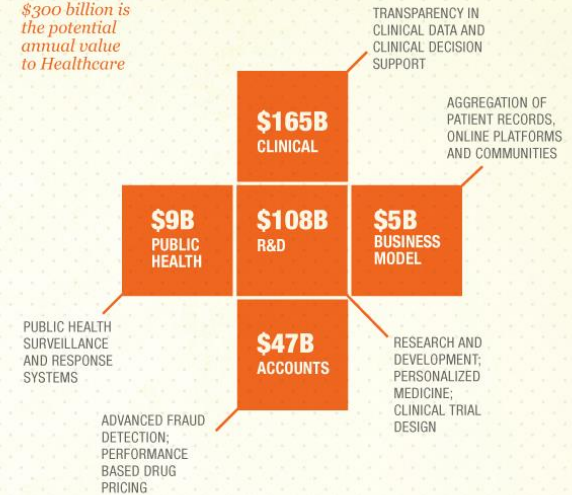 $300 billion is
the potential
annual value
to Healthcare
TRANSPARENCY IN
CLINICAL DATA AND
CLINICAL DECISION
SUPPORT
$165B
CLINICAL
AGGREGATION OF
PATIENT RECORDS,
ONLINE PLATFORMS
AND COMMUNITIES
$9B
PUBLIC
HEALTH
$108B
R&D
$5B
BUSINESS
MODEL
PUBLIC HEALTH
SURVEILLANCE
AND RESPONSE
SYSTEMS
$47B
ACCOUNTS
RESEARCH AND
DEVELOPMENT;
PERSONALIZED
MEDICINE;
CLINICAL TRIAL
DESIGN
ADVANCED FRAUD
DETECTION;
PERFORMANCE
BASED DRUG
PRICING